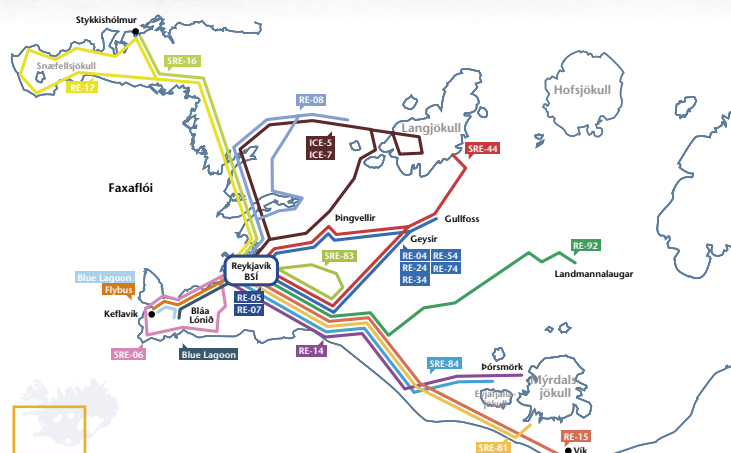 Stykkishólmur
SRE-16
Snæfellsjökull
RE-17
Hofsjökull
RE-08
Langjökull
ICE-5
ICE-7
SRE-44
Faxaflói
Þingvellir
Gullfoss
Geysir
RE-92
SRE-83
RE-04
RE-54
RE-24
RE-74
RE-34
Landmannalaugar
Reykjavík
BSÍ
Blue Lagoon
Flybus
RE-05
RE-07
Keflavík
Bláa
Lónið
SRE-06
Blue Lagoon
RE-14
SRE-84
Þórsmörk
Mýrdals
jökull
Eyjafjalla
jökull
RE-15
SRE-81
Vík